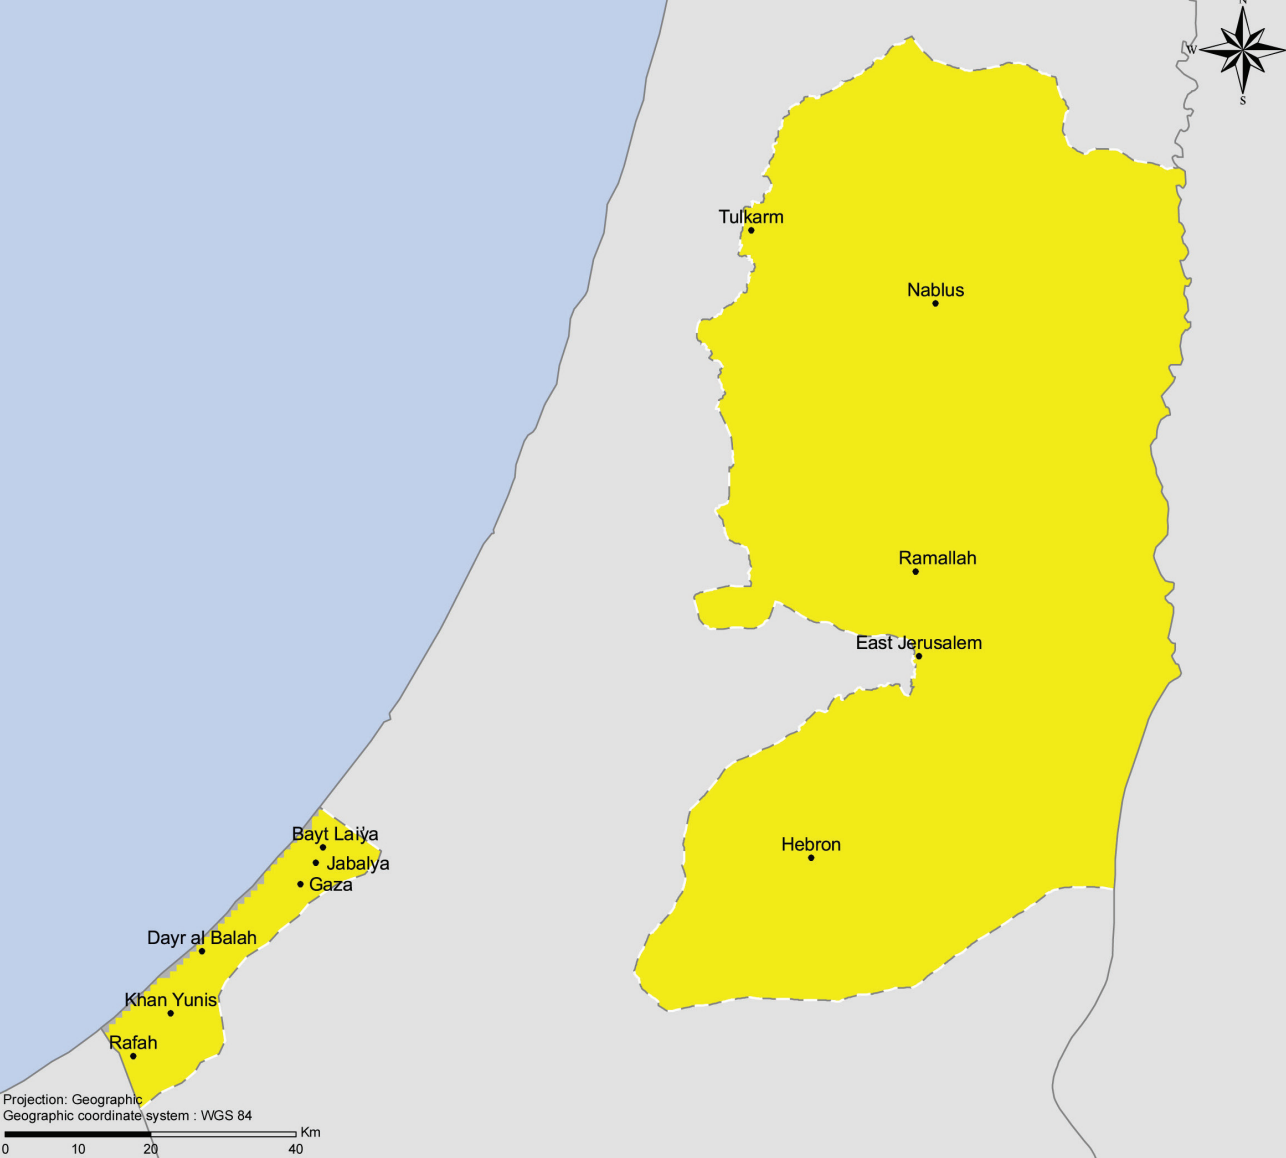 N
W
S
Tulkarm
Nablus
Ramallah
East Jerusalem
Bayt Laiya
Hebron
Jabalya
Gaza
Dayr al Balah
Khan Yunis
Rafah
Projection: Geographic
Geographic coordinate system : WGS 84
Km
0 10 20 40